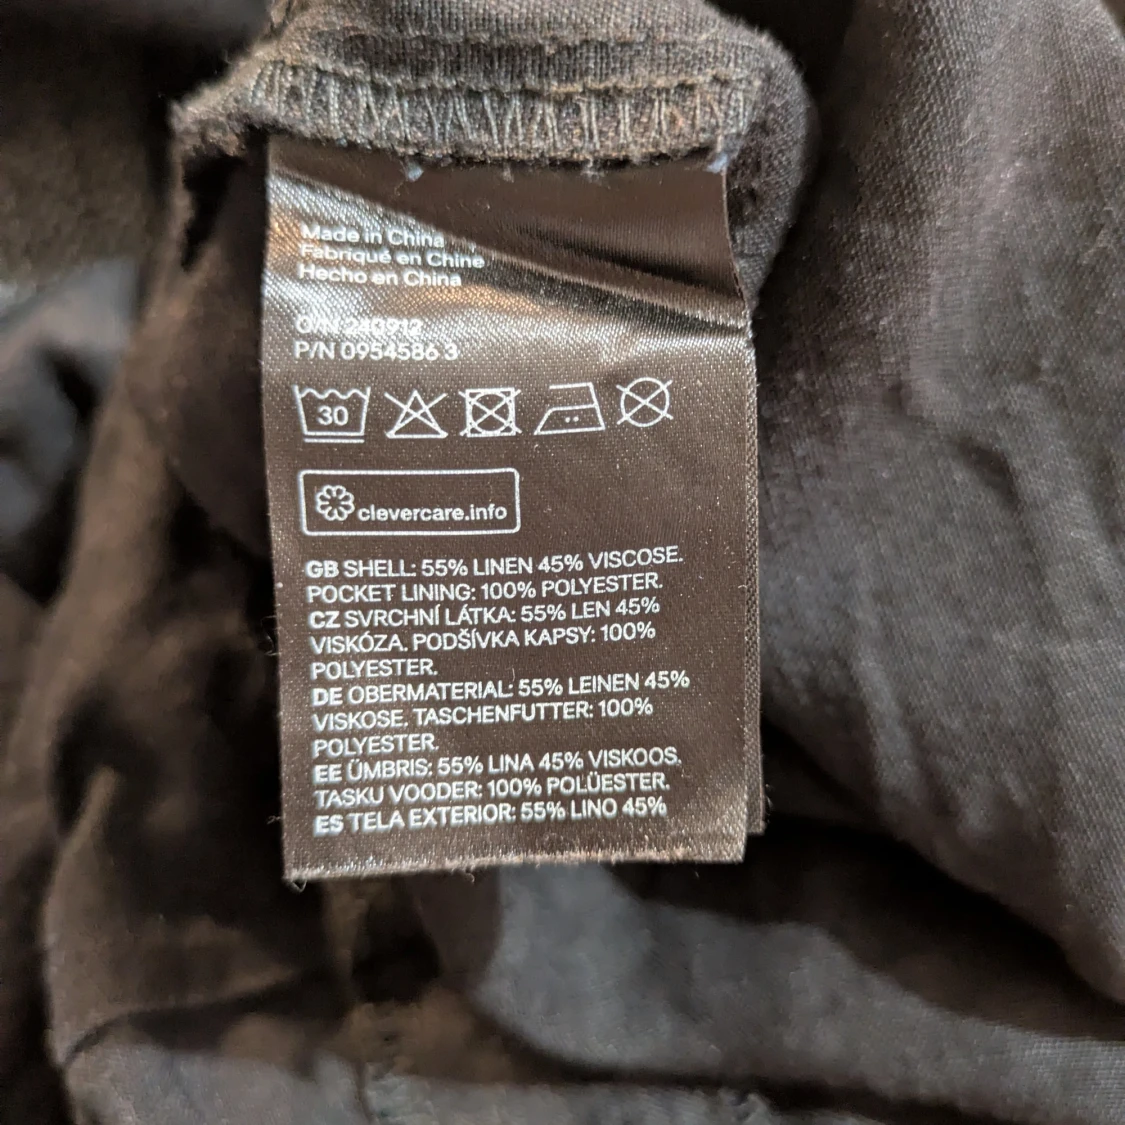 Made in China
Fabriqué en Chine
Hecho en China
O/N 240912
P/N 0954586 3
30
clevercare.info
GB SHELL: 55% LINEN 45% VISCOSE.
POCKET LINING: 100% POLYESTER.
CZ SVRCHNÍ LÁTKA: 55% LEN 45%
VISKÓZA. PODŠÍVKA KAPSY: 100%
POLYESTER.
DE OBERMATERIAL: 55% LEINEN 45%
VISKOSE. TASCHENFUTTER: 100%
POLYESTER.
EE ÜMBRIS: 55% LINA 45% VISKOOS.
TASKU VOODER: 100% POLÜESTER.
ES TELA EXTERIOR: 55% LINO 45%